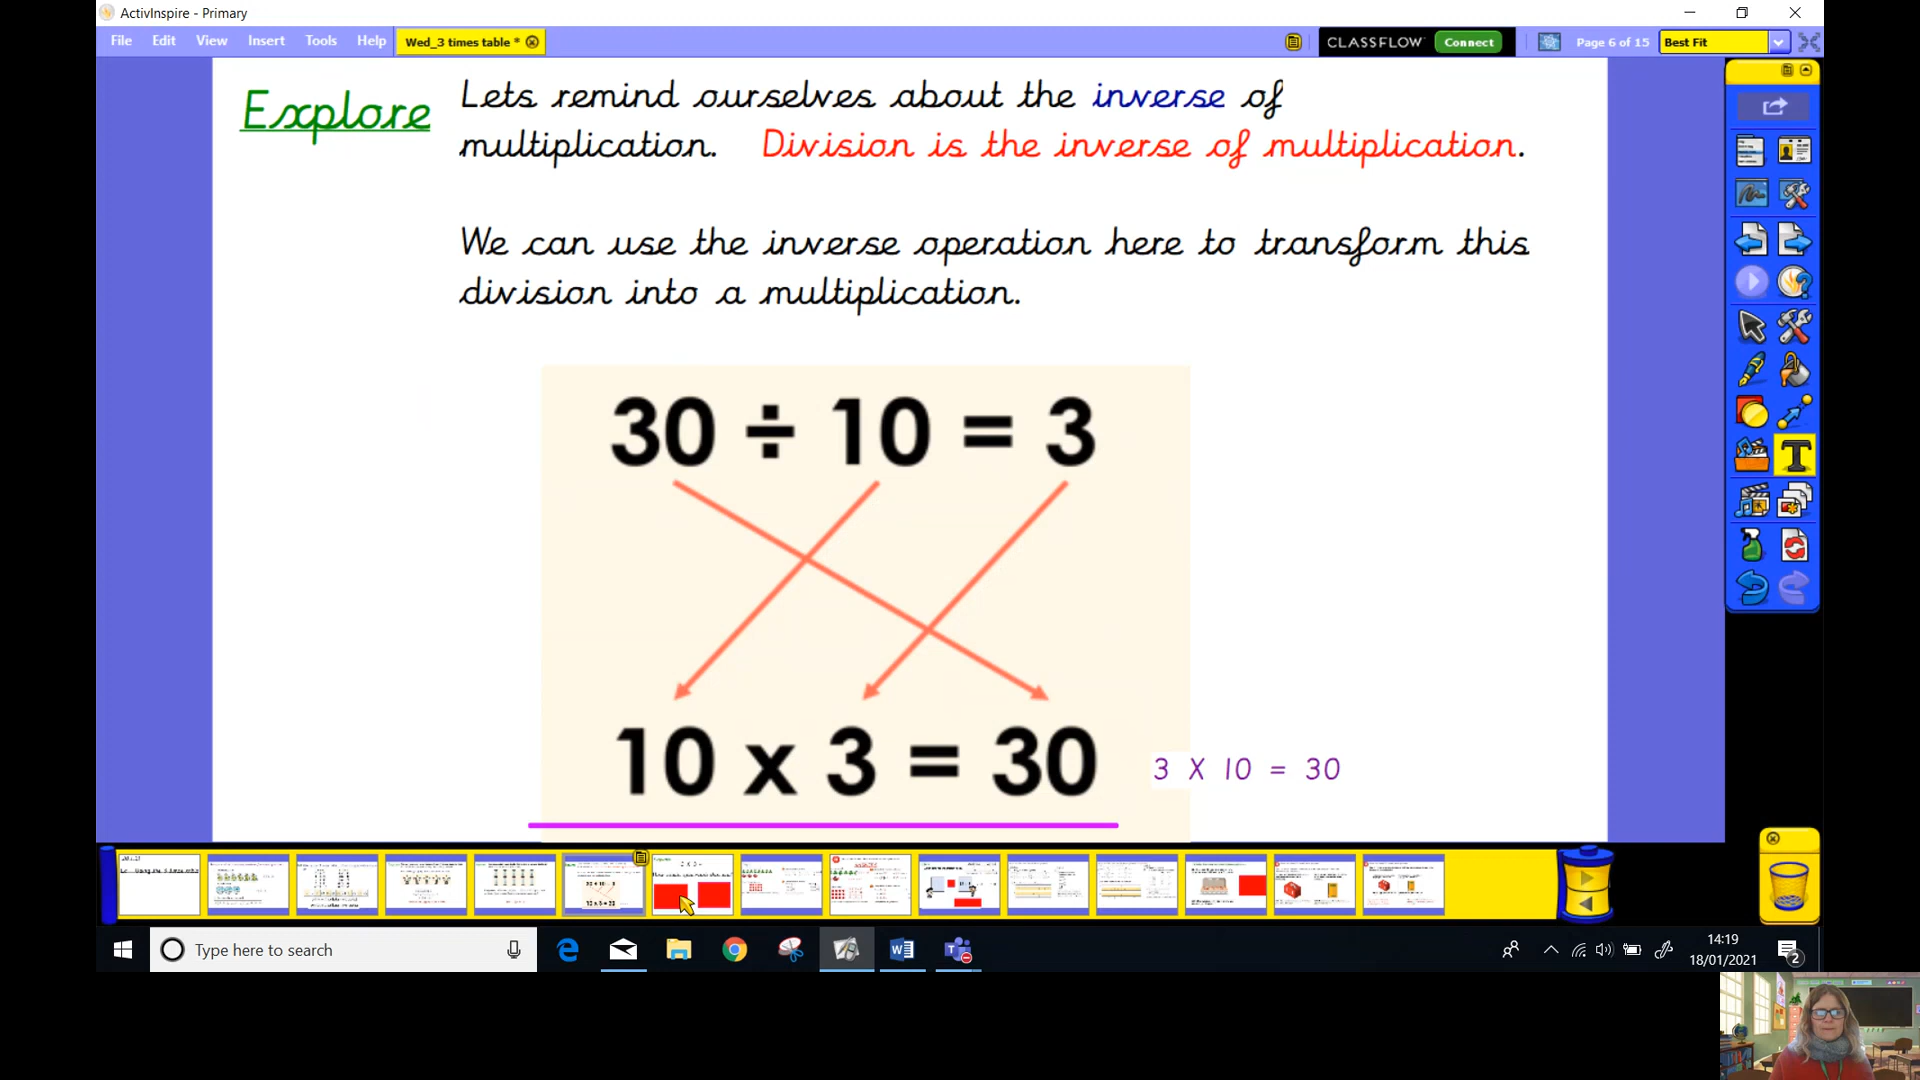 ActivInspire - Primary
File Edit View Insert Tools Help Wed_3 times table * CLASSFLOW Connect Page 6 of 15 Best Fit
Explore
Lets remind ourselves about the inverse of
multiplication. Division is the inverse of multiplication.
We can use the inverse operation here to transform this
division into a multiplication.
30 ÷ 10 = 3
10 x 3 = 30
3 X 10 = 30
Type here to search
14:19
18/01/2021
2